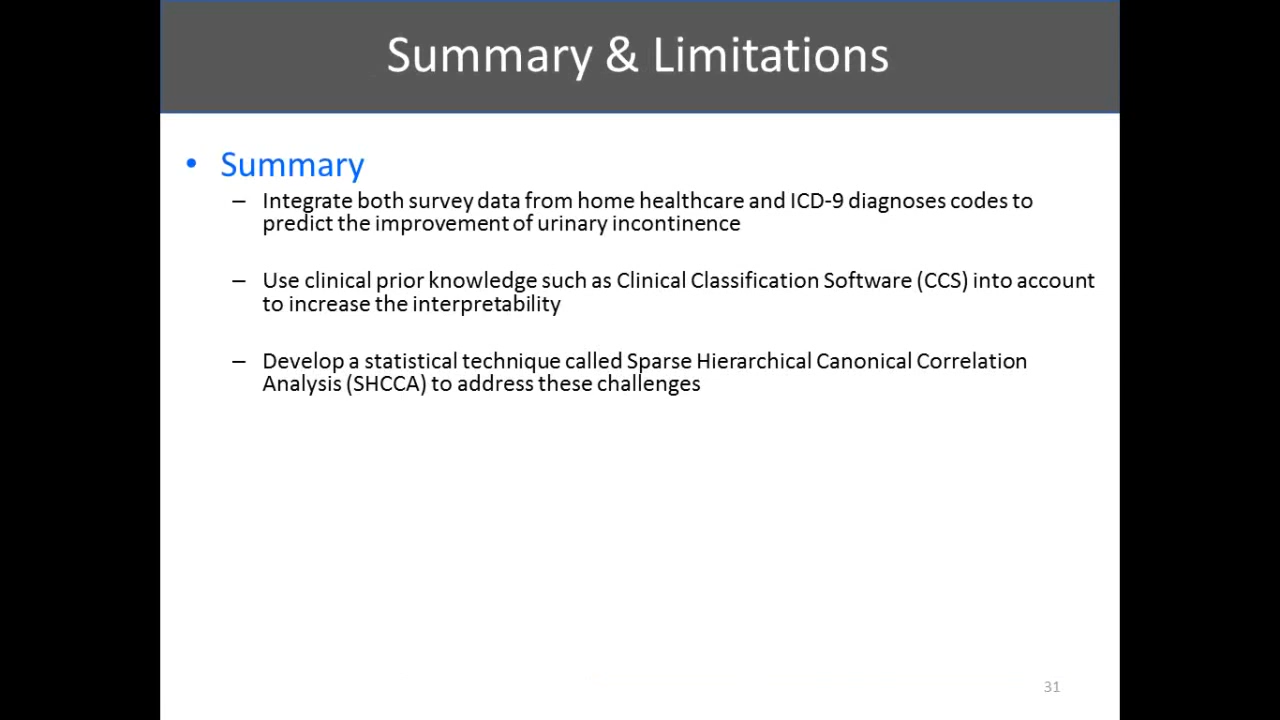 Summary & Limitations
• Summary
– Integrate both survey data from home healthcare and ICD-9 diagnoses codes to
predict the improvement of urinary incontinence
– Use clinical prior knowledge such as Clinical Classification Software (CCS) into account
to increase the interpretability
– Develop a statistical technique called Sparse Hierarchical Canonical Correlation
Analysis (SHCCA) to address these challenges
31